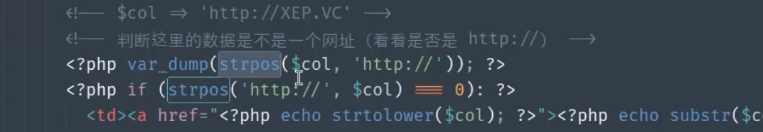 <!-- $col => 'http://XEP.VC' -->
<!-- 判断这里的数据是不是一个网址（看看是否是 http://） -->
<?php var_dump(strpos($col, 'http://')); ?>
<?php if (strpos('http://', $col) === 0): ?>
<td><a href="<?php echo strtolower($col); ?>"><?php echo substr($c